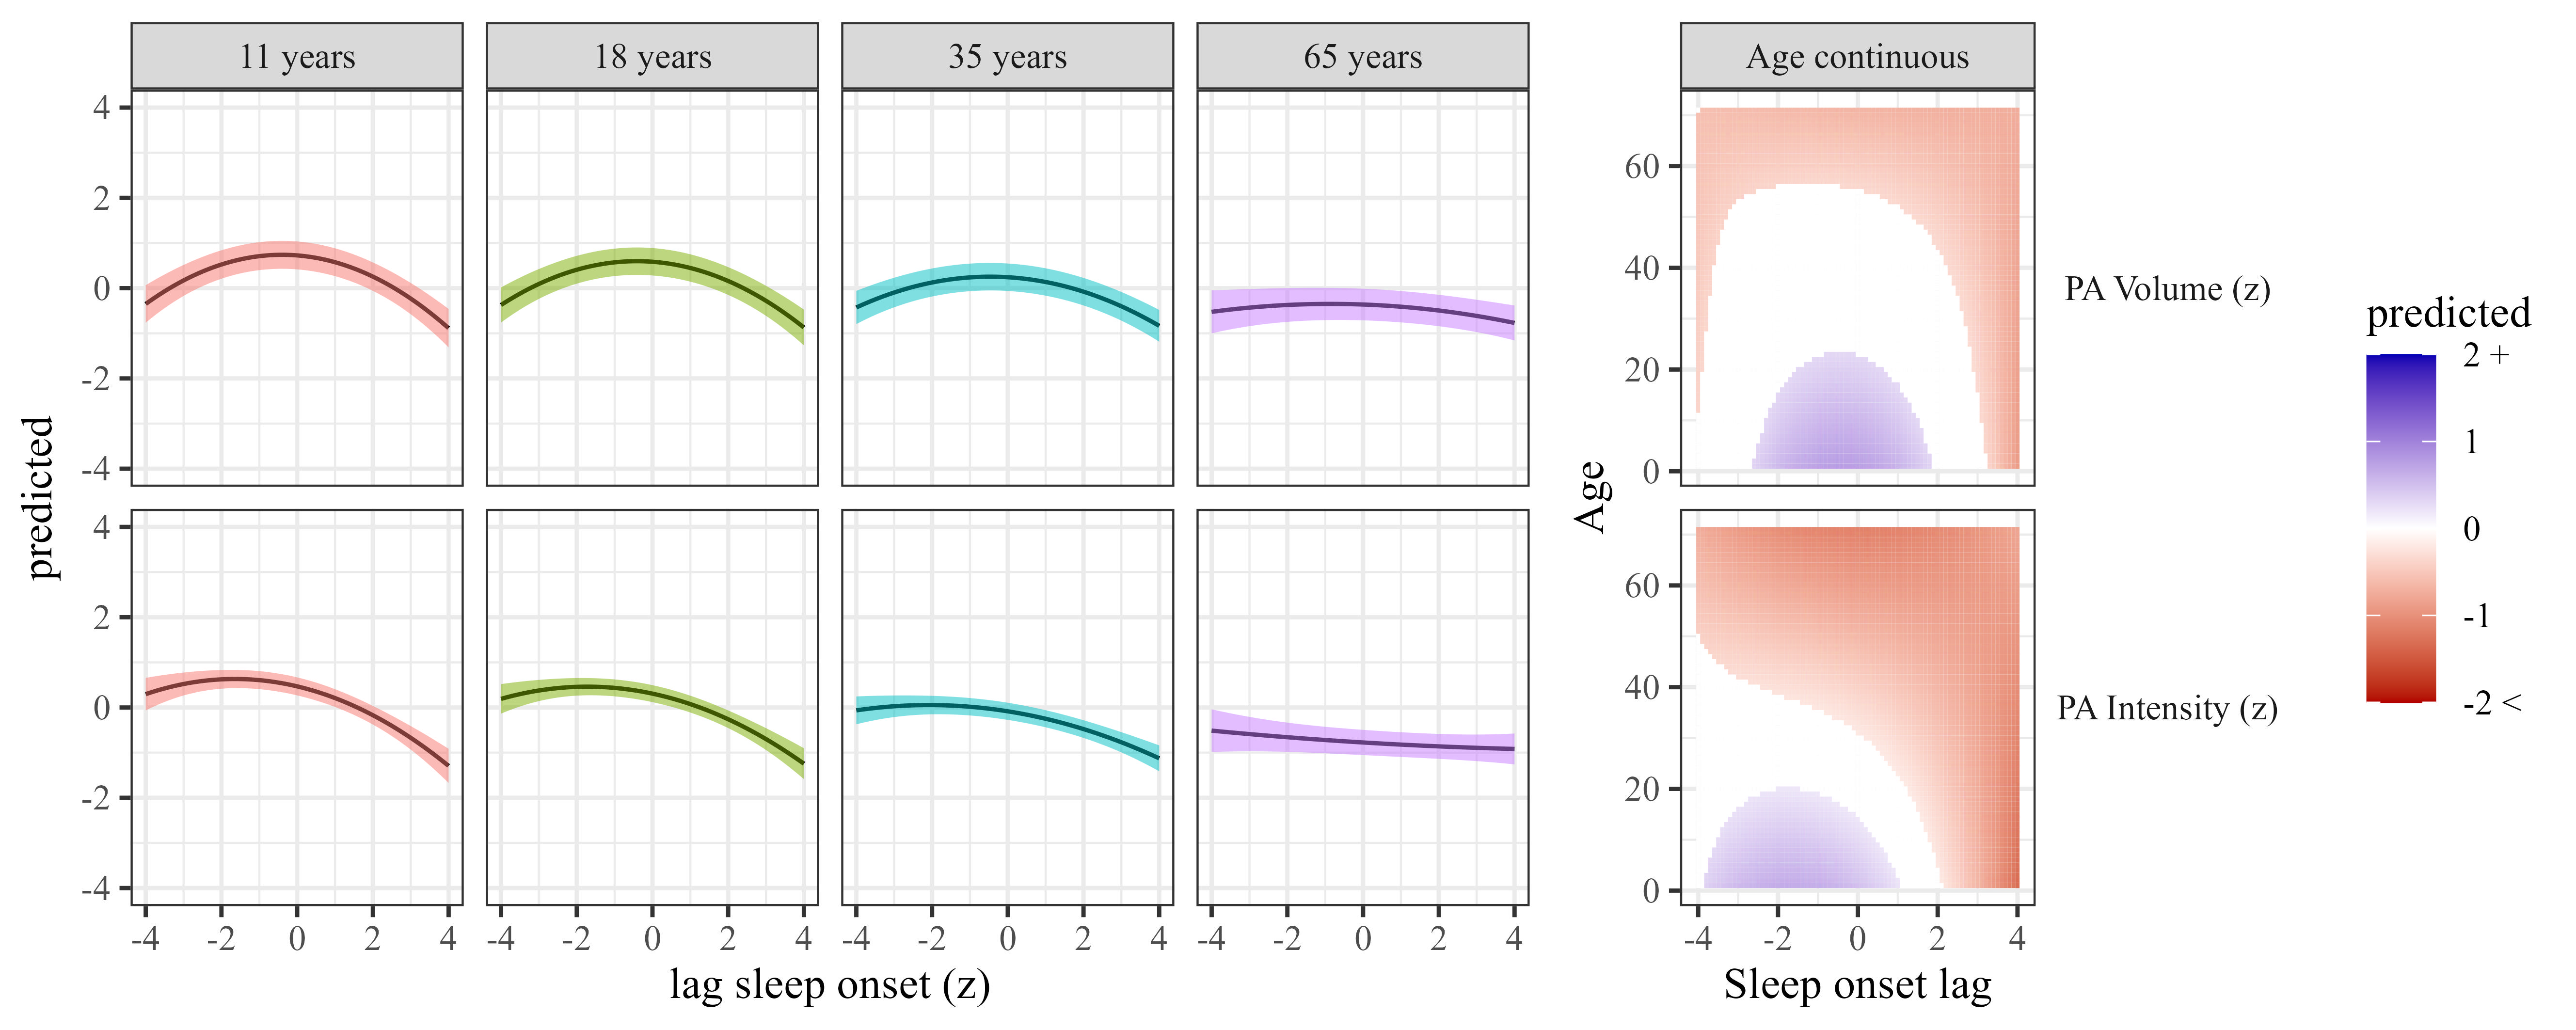 11 years
18 years
35 years
65 years
Age continuous
predicted
4
2
0
-2
-4
4
2
0
-2
-4
-4 -2 0 2 4
-4 -2 0 2 4
-4 -2 0 2 4
-4 -2 0 2 4
lag sleep onset (z)
Age
60
40
20
0
60
40
20
0
-4 -2 0 2 4
Sleep onset lag
PA Volume (z)
PA Intensity (z)
predicted
2 +
1
0
-1
-2 <